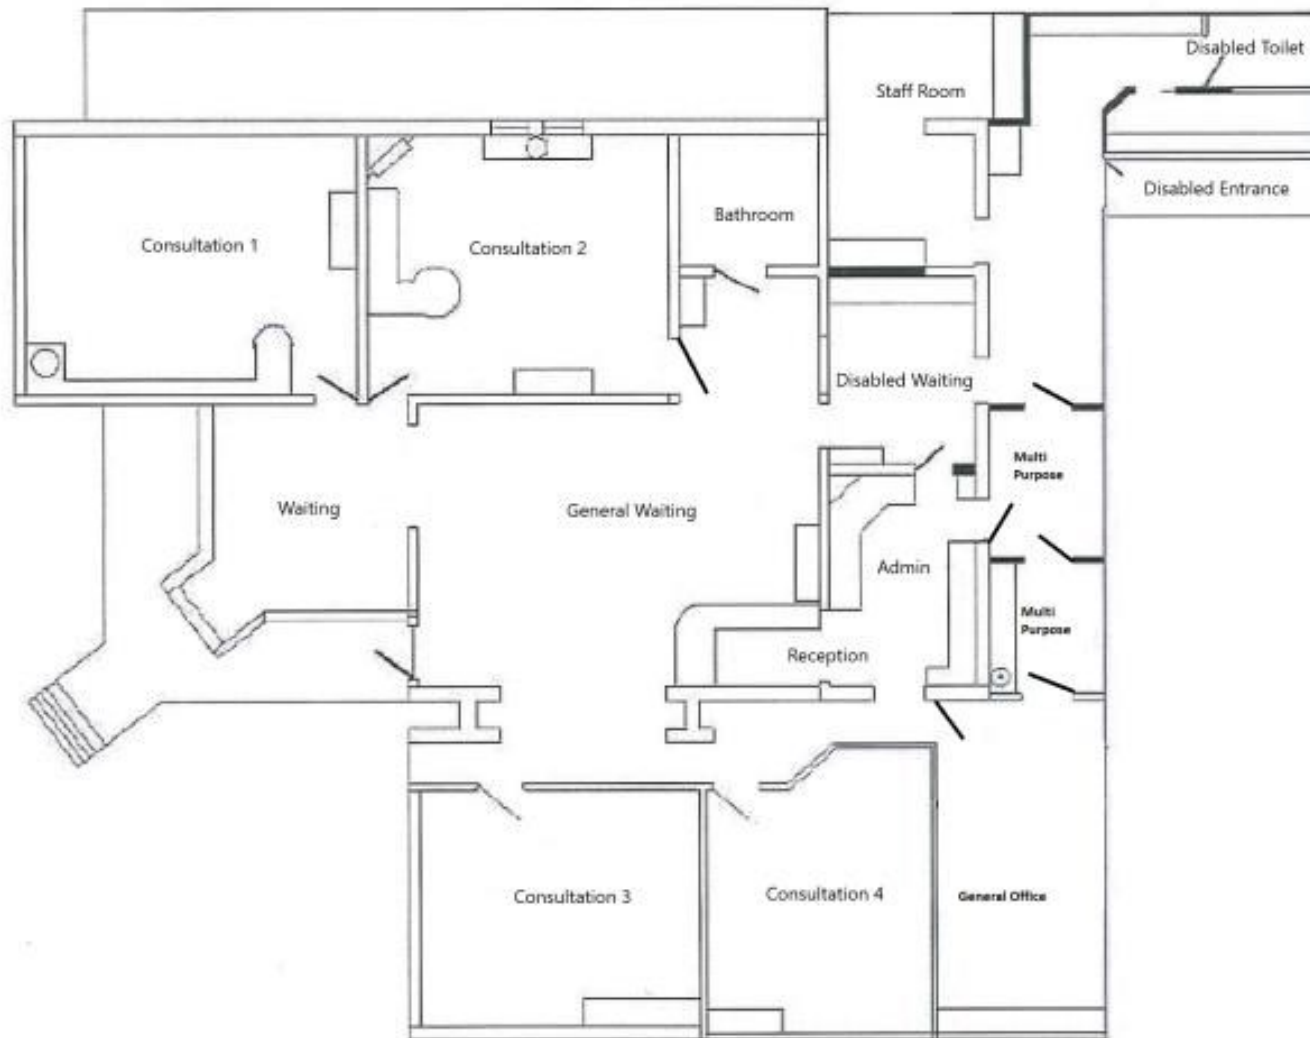 Disabled Toilet
Staff Room
Disabled Entrance
Bathroom
Consultation 1
Consultation 2
Disabled Waiting
Multi
Purpose
Waiting
General Waiting
Admin
Multi
Purpose
Reception
Consultation 3
Consultation 4
General Office